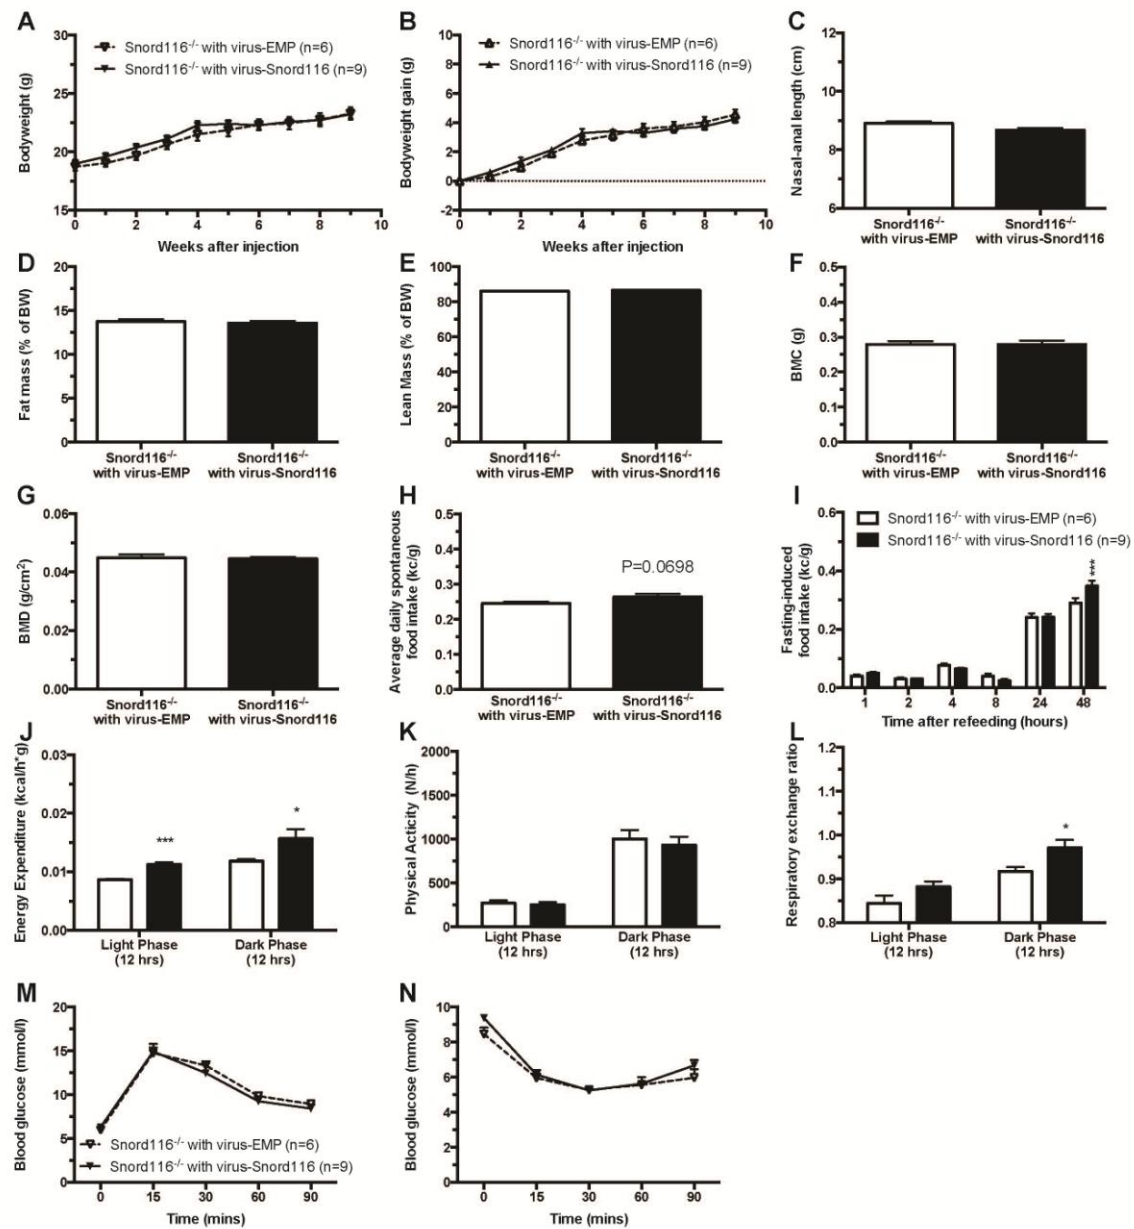 A
Bodyweight (g)
30
25
20
15
Snord116-/- with virus-EMP (n=6)
Snord116-/- with virus-Snord116 (n=9)
0 2 4 6 8 10
Weeks after injection
B
Bodyweight gain (g)
10
8
6
4
2
0
-2
Snord116-/- with virus-EMP (n=6)
Snord116-/- with virus-Snord116 (n=9)
0 2 4 6 8 10
Weeks after injection
C
Nasal-anal length (cm)
12
10
8
6
Snord116-/- Snord116-/-
with virus-EMP with virus-Snord116
D
Fat mass (% of BW)
20
15
10
5
0
Snord116-/- Snord116-/-
with virus-EMP with virus-Snord116
E
Lean Mass (% of BW)
100
80
60
40
20
0
Snord116-/- Snord116-/-
with virus-EMP with virus-Snord116
F
BMC (g)
0.5
0.4
0.3
0.2
0.1
0.0
Snord116-/- Snord116-/-
with virus-EMP with virus-Snord116
G
BMD (g/cm2)
0.06
0.04
0.02
0.00
Snord116-/- Snord116-/-
with virus-EMP with virus-Snord116
H
Average daily spontaneous
food intake (kc/g)
0.5
0.4
0.3
0.2
0.1
0.0
P=0.0698
Snord116-/- Snord116-/-
with virus-EMP with virus-Snord116
I
Fasting-induced
food intake (kc/g)
0.6
0.4
0.2
0.0
Snord116-/- with virus-EMP (n=6)
Snord116-/- with virus-Snord116 (n=9)
***
1 2 4 8 24 48
Time after refeeding (hours)
J
Energy Expenditure (kcal/h*g)
0.03
0.02
0.01
0.00
***
*
Light Phase Dark Phase
(12 hrs) (12 hrs)
K
Physical Acticity (N/h)
2000
1500
1000
500
0
Light Phase Dark Phase
(12 hrs) (12 hrs)
L
Respiratory exchange ratio
1.2
1.1
1.0
0.9
0.8
*
Light Phase Dark Phase
(12 hrs) (12 hrs)
M
Blood glucose (mmol/l)
20
15
10
5
0
Snord116-/- with virus-EMP (n=6)
Snord116-/- with virus-Snord116 (n=9)
0 15 30 60 90
Time (mins)
N
Blood glucose (mmol/l)
10
8
6
4
2
0
0 15 30 60 90
Time (mins)